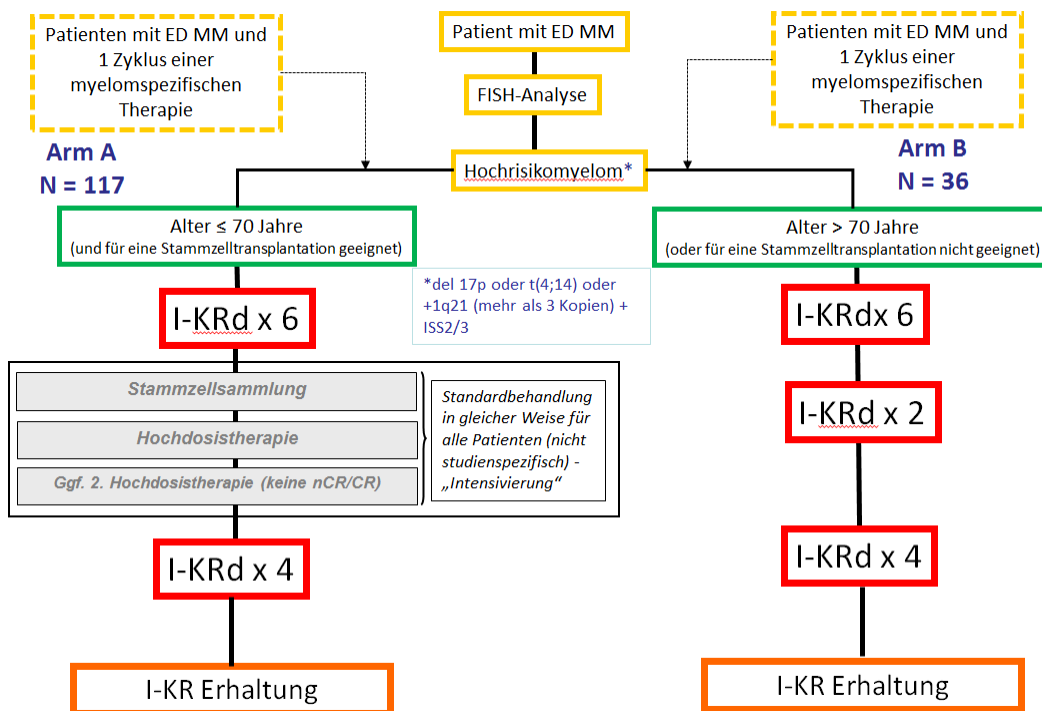 Patienten mit ED MM und
1 Zyklus einer
myelomspezifischen
Therapie
Patient mit ED MM
Patienten mit ED MM und
1 Zyklus einer
myelomspezifischen
Therapie
FISH-Analyse
Arm A
N = 117
Hochrisikomyelom*
Arm B
N = 36
Alter ≤ 70 Jahre
(und für eine Stammzelltransplantation geeignet)
Alter > 70 Jahre
(oder für eine Stammzelltransplantation nicht geeignet)
*del 17p oder t(4;14) oder
+1q21 (mehr als 3 Kopien) +
ISS2/3
I-KRd x 6
I-KRdx 6
Stammzellsammlung
Hochdosistherapie
Ggf. 2. Hochdosistherapie (keine nCR/CR)
Standardbehandlung
in gleicher Weise für
alle Patienten (nicht
studienspezifisch) -
„Intensivierung“
I-KRd x 2
I-KRd x 4
I-KRd x 4
I-KR Erhaltung
I-KR Erhaltung